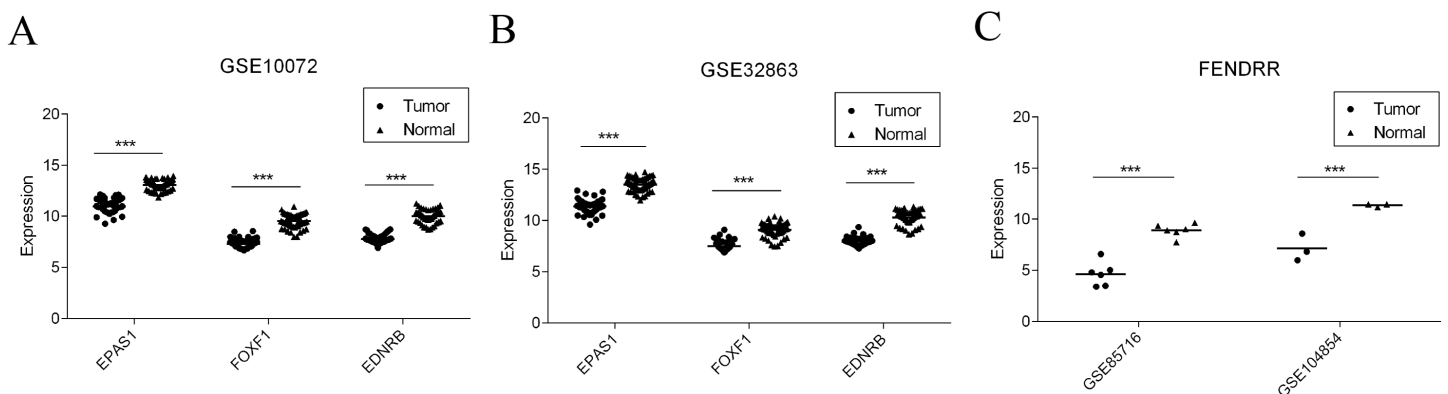 A
GSE10072
Tumor
Normal
Expression
20
15
10
5
0
***
***
***
EPAS1
FOXF1
EDNRB
B
GSE32863
Tumor
Normal
Expression
20
15
10
5
0
***
***
***
EPAS1
FOXF1
EDNRB
C
FENDRR
Tumor
Normal
Expression
20
15
10
5
0
***
***
GSE85716
GSE104854